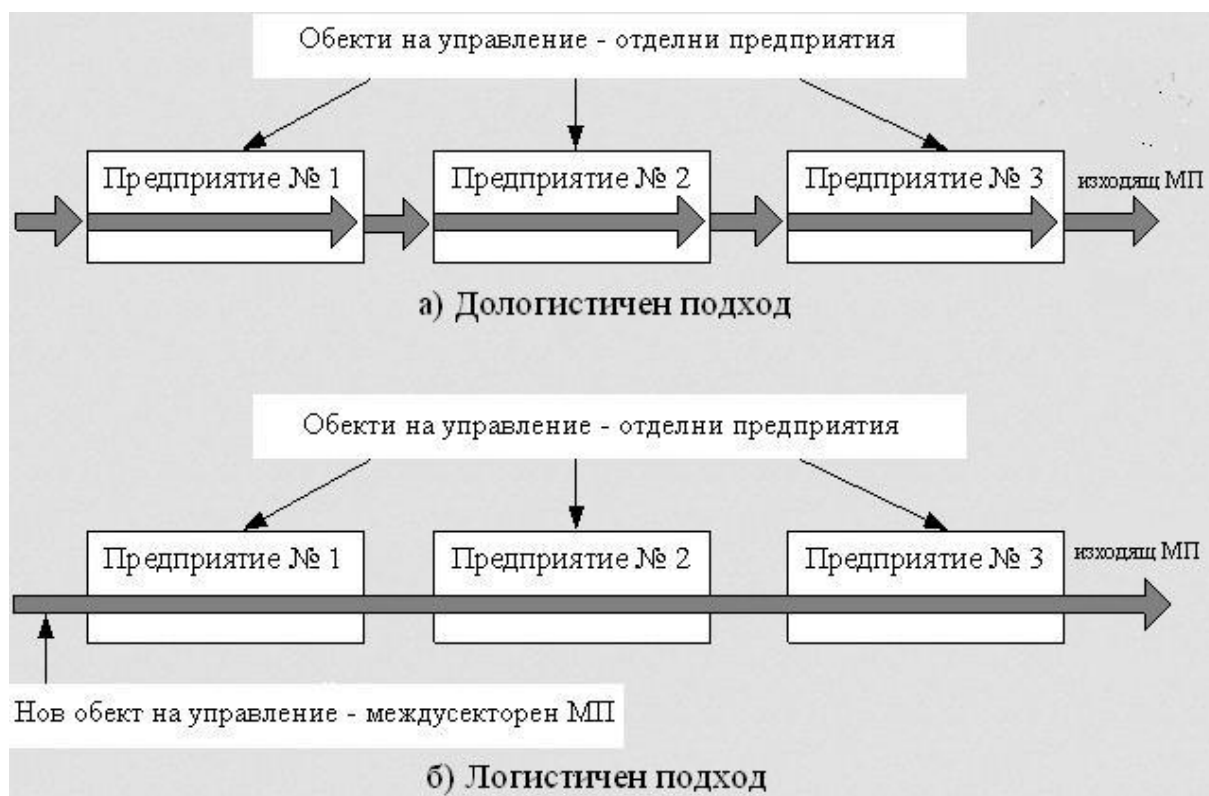 Обекти на управление - отделни предприятия
Предприятие № 1
Предприятие № 2
Предприятие № 3
изходящ МП
а) Дологистичен подход
Обекти на управление - отделни предприятия
Предприятие № 1
Предприятие № 2
Предприятие № 3
изходящ МП
Нов обект на управление - междусекторен МП
б) Логистичен подход